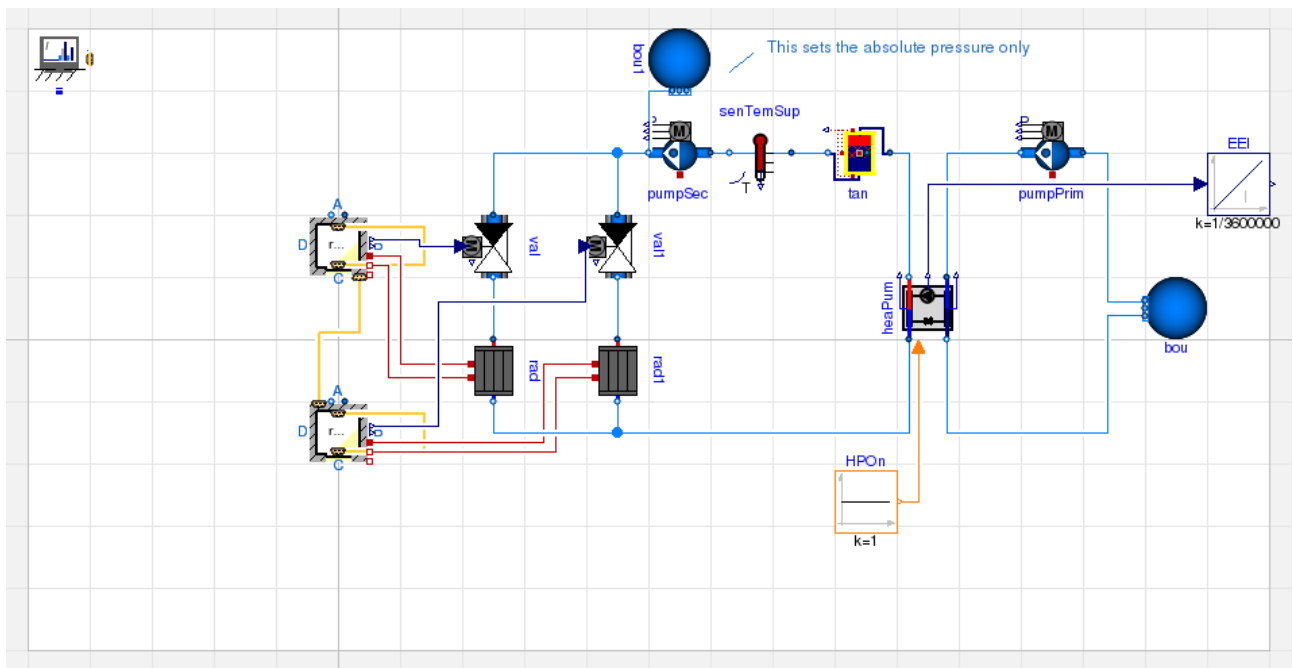 bou1
This sets the absolute pressure only
senTemSup
P
M
P
M
EEI
I
pumpSec
T
tan
pumpPrim
k=1/3600000
A
D
r...
C
M
val
M
val1
heaPum
bou
rad
rad1
A
D
r...
C
HPOn
k=1